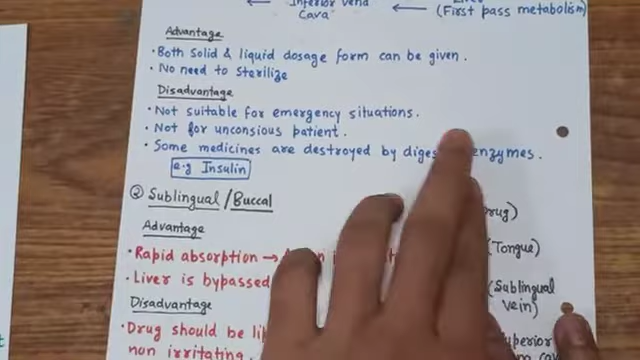 Inferior Vena
Cava
(First pass metabolism)
Advantage
• Both solid & liquid dosage form can be given.
• No need to sterilize
Disadvantage
• Not suitable for emergency situations.
• Not for unconsious patient.
• Some medicines are destroyed by diges enzymes.
e.g Insulin
② Sublingual/Buccal
Advantage
• Rapid absorption →
(Tongue)
• Liver is bypassed
(Sublingual
vein)
Disadvantage
• Drug should be
non irritating.